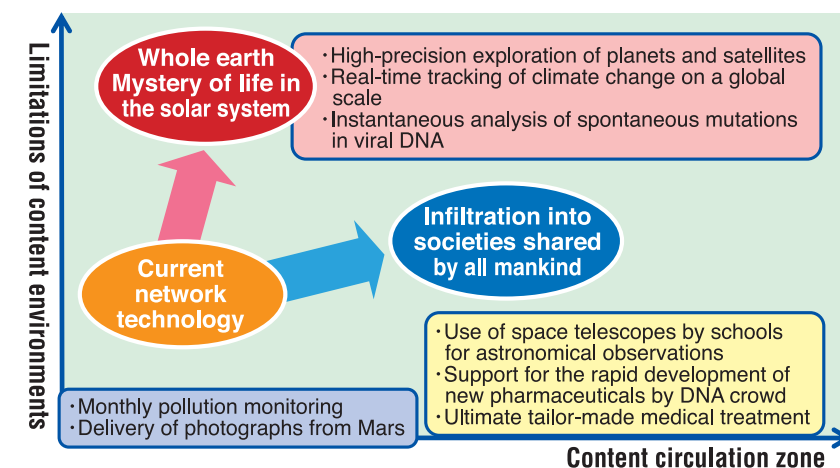 Limitations of content environments
Whole earth
Mystery of life in
the solar system
・High-precision exploration of planets and satellites
・Real-time tracking of climate change on a global
scale
・Instantaneous analysis of spontaneous mutations
in viral DNA
Infiltration into
societies shared
by all mankind
Current
network
technology
・Use of space telescopes by schools
for astronomical observations
・Support for the rapid development of
new pharmaceuticals by DNA crowd
・Ultimate tailor-made medical treatment
・Monthly pollution monitoring
・Delivery of photographs from Mars
Content circulation zone